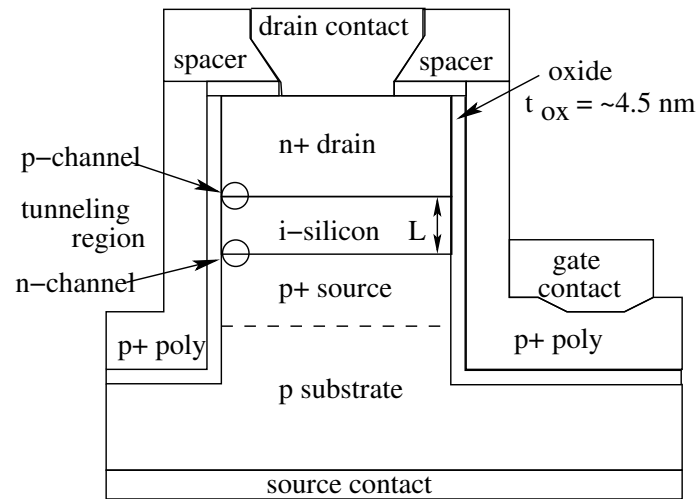 drain contact
spacer
spacer
oxide
t ox = ~4.5 nm
n+ drain
p−channel
tunneling
region
i−silicon
L
n−channel
p+ source
gate
contact
p+ poly
p+ poly
p substrate
source contact